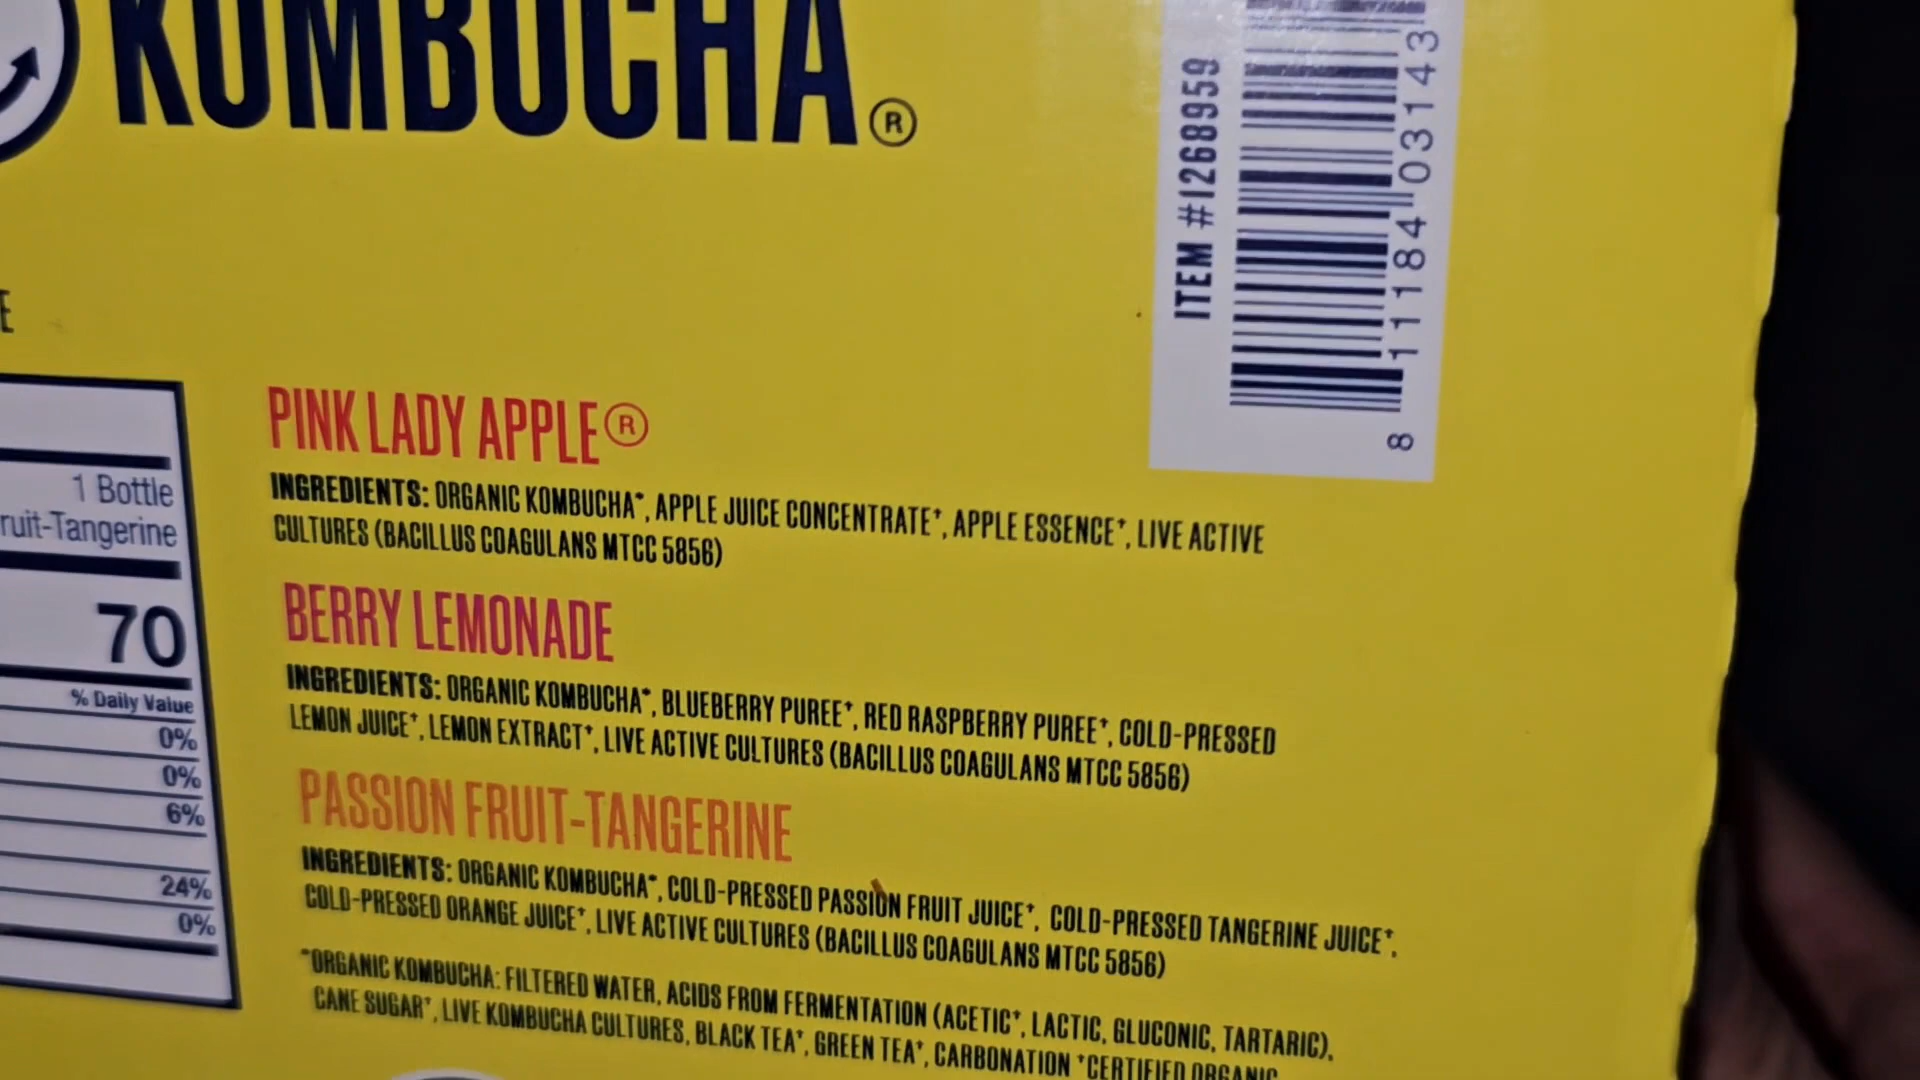 KOMBUCHA®
ITEM #1268959
8 11184 03143
PINK LADY APPLE®
INGREDIENTS: ORGANIC KOMBUCHA*, APPLE JUICE CONCENTRATE⁺, APPLE ESSENCE⁺, LIVE ACTIVE
CULTURES (BACILLUS COAGULANS MTCC 5856)
1 Bottle
ruit-Tangerine
70
% Daily Value
0%
0%
6%
24%
0%
BERRY LEMONADE
INGREDIENTS: ORGANIC KOMBUCHA*, BLUEBERRY PUREE⁺, RED RASPBERRY PUREE⁺, COLD-PRESSED
LEMON JUICE⁺, LEMON EXTRACT⁺, LIVE ACTIVE CULTURES (BACILLUS COAGULANS MTCC 5856)
PASSION FRUIT-TANGERINE
INGREDIENTS: ORGANIC KOMBUCHA*, COLD-PRESSED PASSION FRUIT JUICE⁺, COLD-PRESSED TANGERINE JUICE⁺,
COLD-PRESSED ORANGE JUICE⁺, LIVE ACTIVE CULTURES (BACILLUS COAGULANS MTCC 5856)
*ORGANIC KOMBUCHA: FILTERED WATER, ACIDS FROM FERMENTATION (ACETIC⁺, LACTIC, GLUCONIC, TARTARIC),
CANE SUGAR⁺, LIVE KOMBUCHA CULTURES, BLACK TEA⁺, GREEN TEA⁺, CARBONATION ⁺CERTIFIED ORGANIC